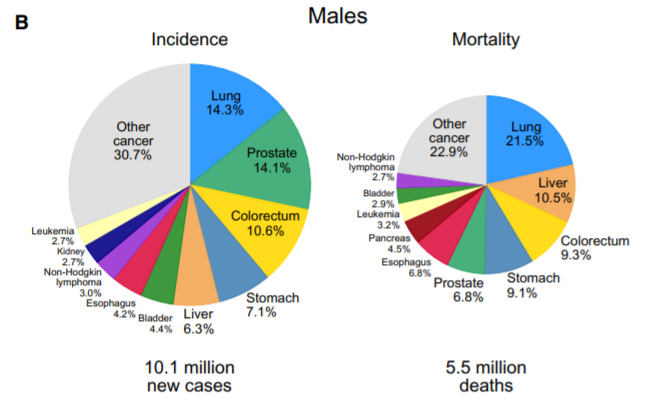 B
Males
Incidence
Lung
14.3%
Prostate
14.1%
Colorectum
10.6%
Stomach
7.1%
Liver
6.3%
Bladder
4.4%
Esophagus
4.2%
Non-Hodgkin
lymphoma
3.0%
Kidney
2.7%
Leukemia
2.7%
Other
cancer
30.7%
10.1 million
new cases
Mortality
Lung
21.5%
Liver
10.5%
Colorectum
9.3%
Stomach
9.1%
Prostate
6.8%
Esophagus
6.8%
Pancreas
4.5%
Leukemia
3.2%
Bladder
2.9%
Non-Hodgkin
lymphoma
2.7%
Other
cancer
22.9%
5.5 million
deaths